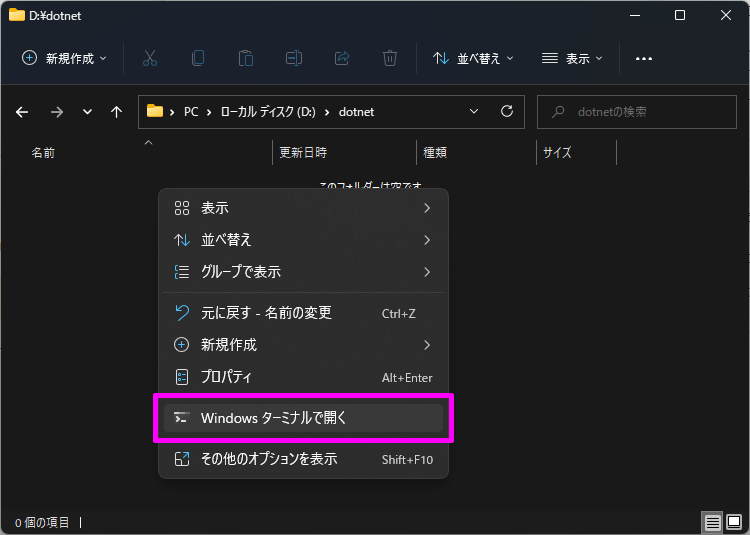 D:¥dotnet
新規作成 並べ替え 表示
PC ローカル ディスク (D:) dotnet dotnetの検索
名前 更新日時 種類 サイズ
このフォルダーは空です
表示
並べ替え
グループで表示
元に戻す - 名前の変更 Ctrl+Z
新規作成
プロパティ Alt+Enter
Windows ターミナルで開く
その他のオプションを表示 Shift+F10
0 個の項目